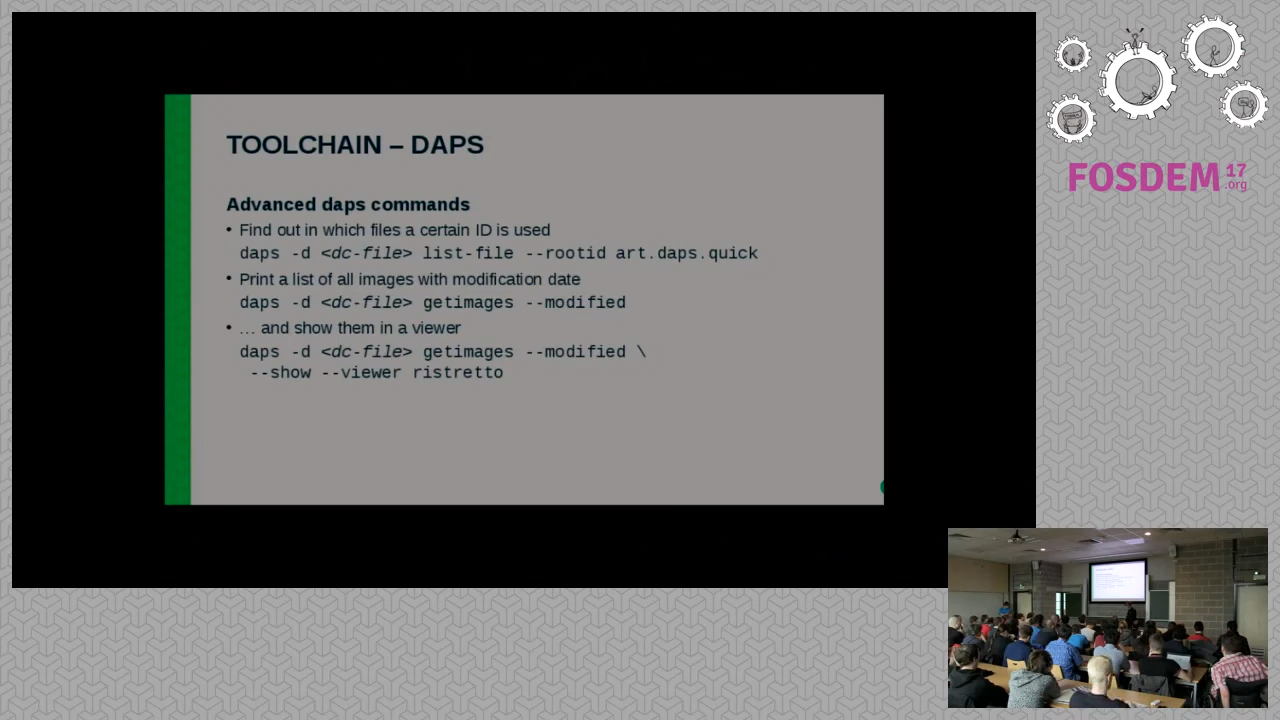 TOOLCHAIN – DAPS
Advanced daps commands
• Find out in which files a certain ID is used
daps -d <dc-file> list-file --rootid art.daps.quick
• Print a list of all images with modification date
daps -d <dc-file> getimages --modified
• … and show them in a viewer
daps -d <dc-file> getimages --modified \
--show --viewer ristretto
FOSDEM 17 .org